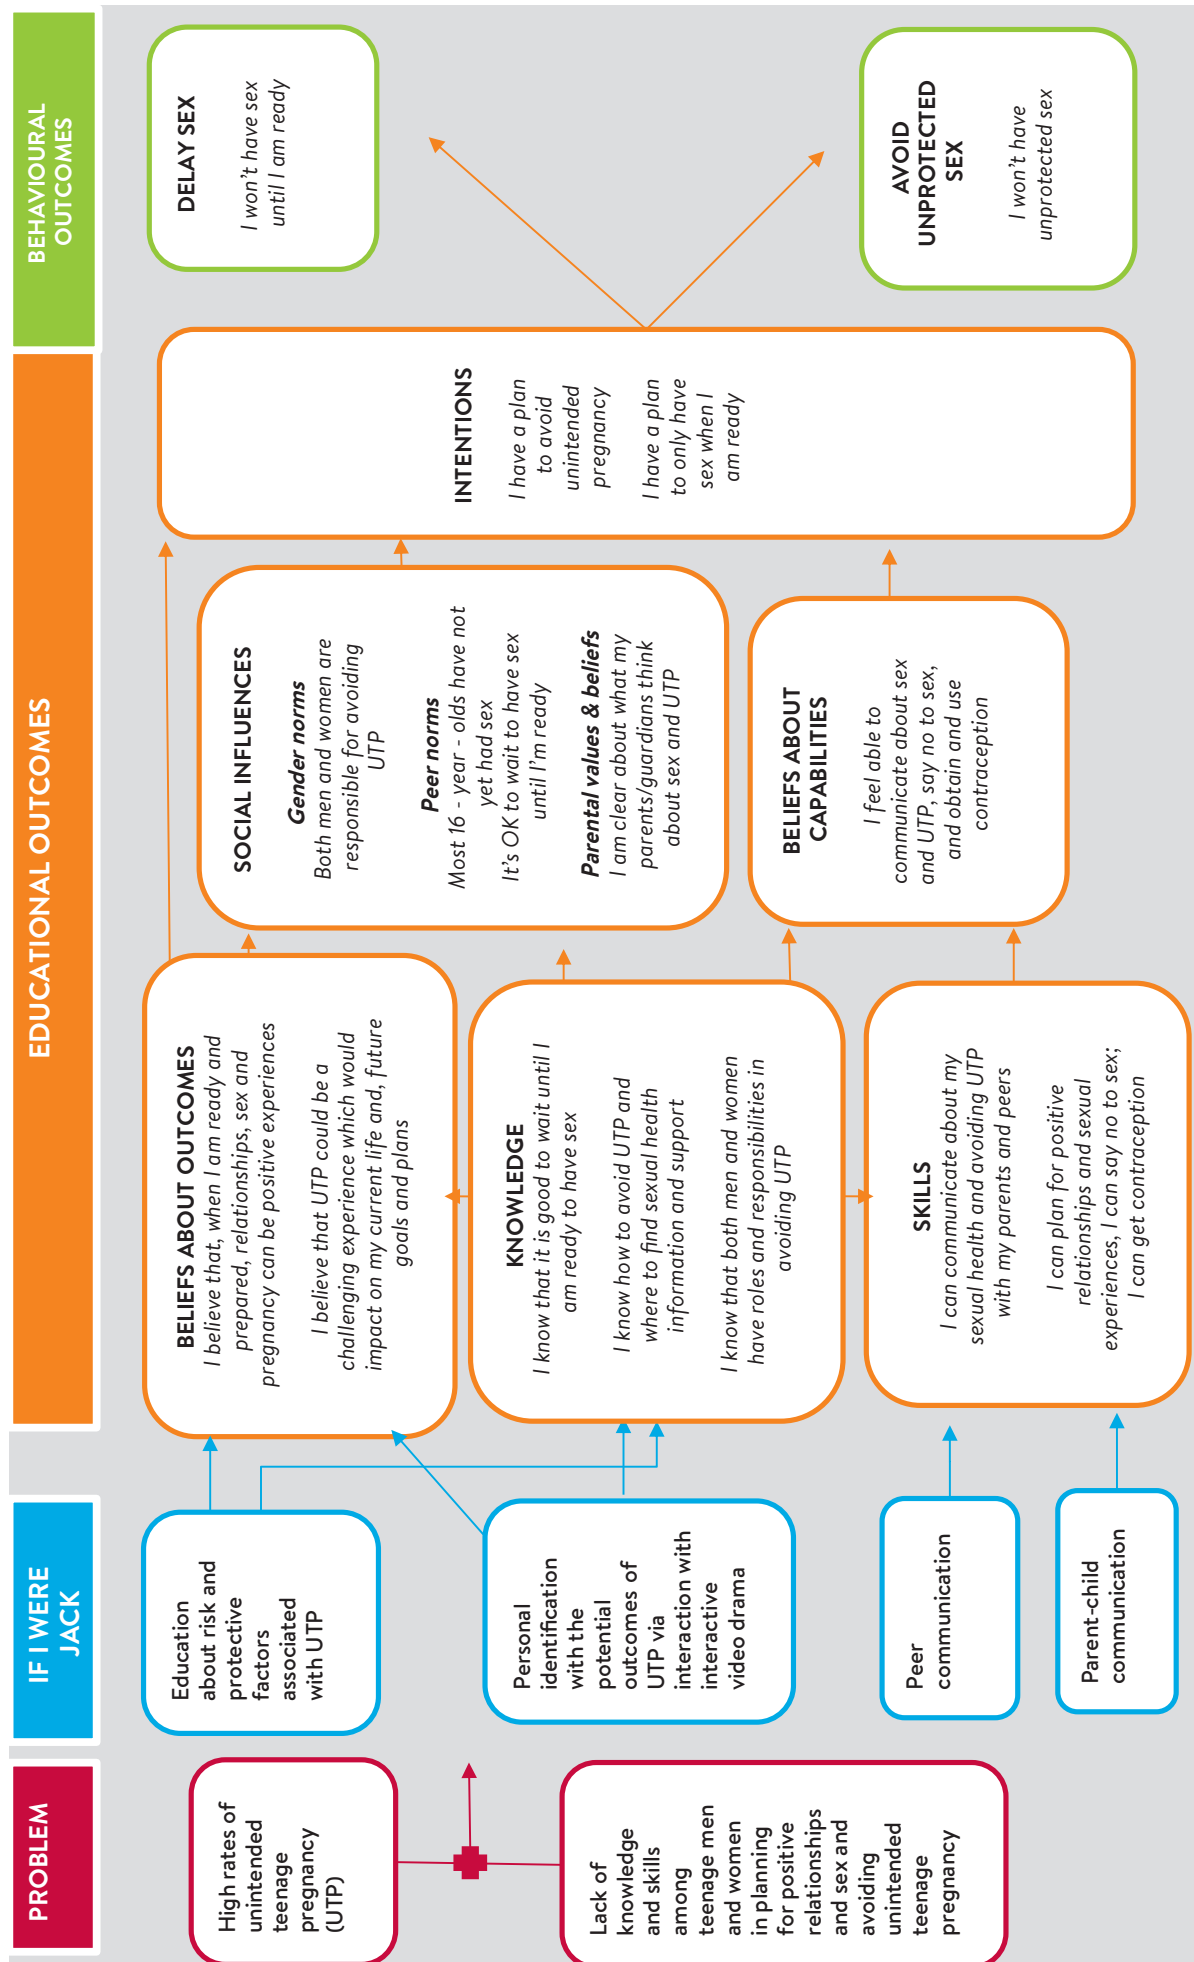 PROBLEM
High rates of
unintended
teenage
pregnancy
(UTP)
Lack of
knowledge
and skills
among
teenage men
and women
in planning
for positive
relationships
and sex and
avoiding
unintended
teenage
pregnancy
IF I WERE
JACK
Education
about risk and
protective
factors
associated
with UTP
Personal
identification
with the
potential
outcomes of
UTP via
interaction with
interactive
video drama
Peer
communication
Parent-child
communication
EDUCATIONAL OUTCOMES
BELIEFS ABOUT OUTCOMES
I believe that, when I am ready and
prepared, relationships, sex and
pregnancy can be positive experiences
I believe that UTP could be a
challenging experience which would
impact on my current life and, future
goals and plans
KNOWLEDGE
I know that it is good to wait until I
am ready to have sex
I know how to avoid UTP and
where to find sexual health
information and support
I know that both men and women
have roles and responsibilities in
avoiding UTP
SKILLS
I can communicate about my
sexual health and avoiding UTP
with my parents and peers
I can plan for positive
relationships and sexual
experiences, I can say no to sex;
I can get contraception
SOCIAL INFLUENCES
Gender norms
Both men and women are
responsible for avoiding
UTP
Peer norms
Most 16 - year - olds have not
yet had sex
It's OK to wait to have sex
until I'm ready
Parental values & beliefs
I am clear about what my
parents/guardians think
about sex and UTP
BELIEFS ABOUT
CAPABILITIES
I feel able to
communicate about sex
and UTP, say no to sex,
and obtain and use
contraception
INTENTIONS
I have a plan
to avoid
unintended
pregnancy
I have a plan
to only have
sex when I
am ready
BEHAVIOURAL
OUTCOMES
DELAY SEX
I won't have sex
until I am ready
AVOID
UNPROTECTED
SEX
I won't have
unprotected sex